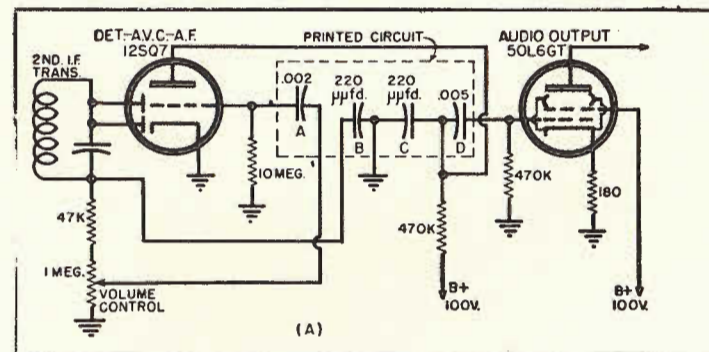 DET.-A.V.C.-A.F.
12SQ7
PRINTED CIRCUIT
AUDIO OUTPUT
50L6GT
2ND. I.F.
TRANS.
.002
A
220
µµfd.
B
220
µµfd.
C
.005
D
10 MEG.
47K
470K
470K
180
1 MEG.
VOLUME
CONTROL
B+
100V.
B+
100V.
(A)